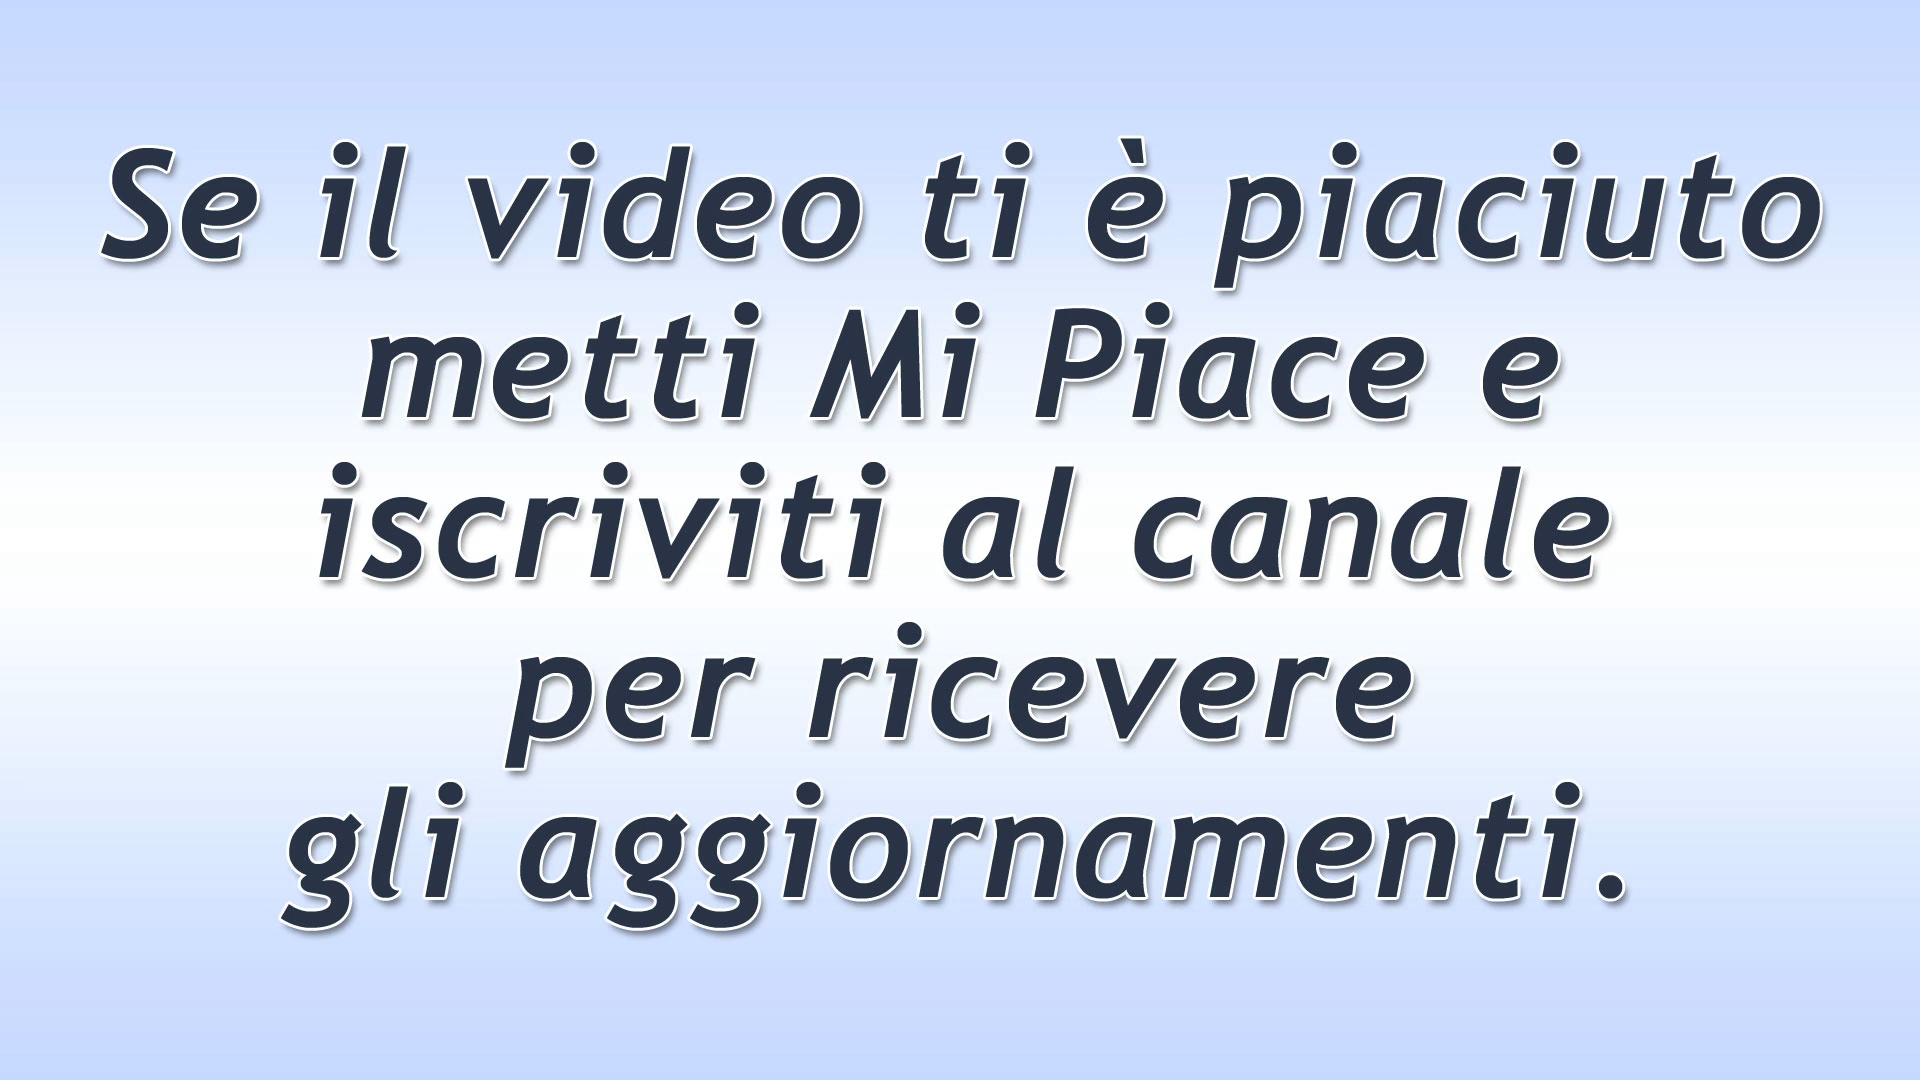 Se il video ti è piaciuto
metti Mi Piace e
iscriviti al canale
per ricevere
gli aggiornamenti.